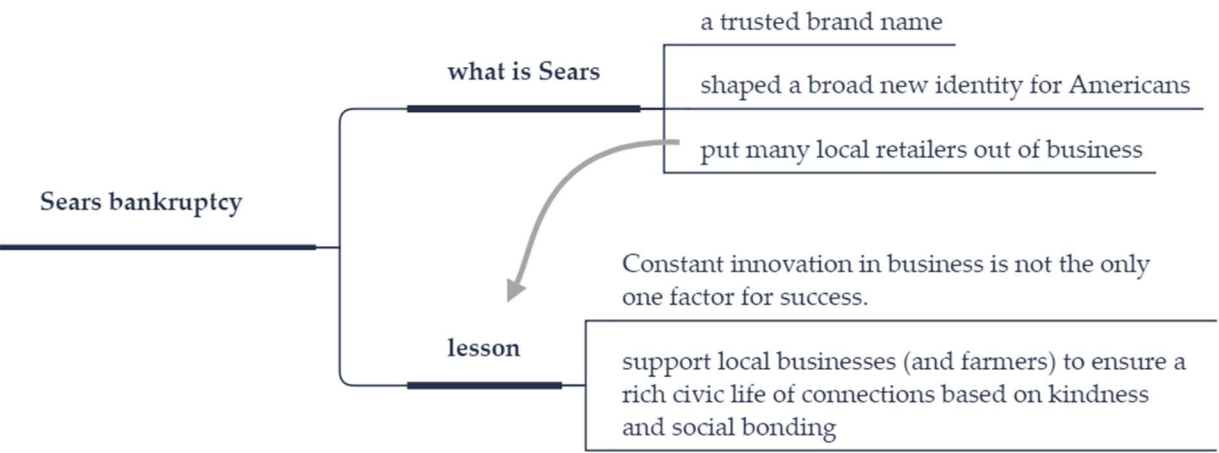 a trusted brand name
what is Sears
shaped a broad new identity for Americans
put many local retailers out of business
Sears bankruptcy
Constant innovation in business is not the only
one factor for success.
lesson
support local businesses (and farmers) to ensure a
rich civic life of connections based on kindness
and social bonding